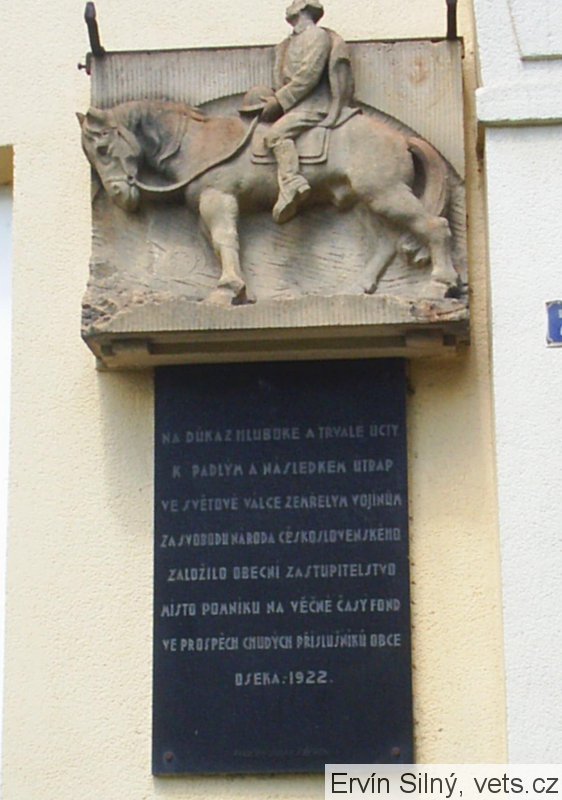 NA DŮKAZ HLUBOKÉ A TRVALÉ ÚCTY
K PADLÝM A NÁSLEDKEM ÚTRAP
VE SVĚTOVÉ VÁLCE ZEMŘELÝM VOJÍNŮM
ZA SVOBODU NÁRODA ČESKOSLOVENSKÉHO
ZALOŽILO OBECNÍ ZASTUPITELSTVO
MÍSTO POMNÍKU NA VĚČNÉ ČASY FOND
VE PROSPĚCH CHUDÝCH PŘÍSLUŠNÍKŮ OBCE
OSEKA.-1922.
Ervín Silný, vets.cz